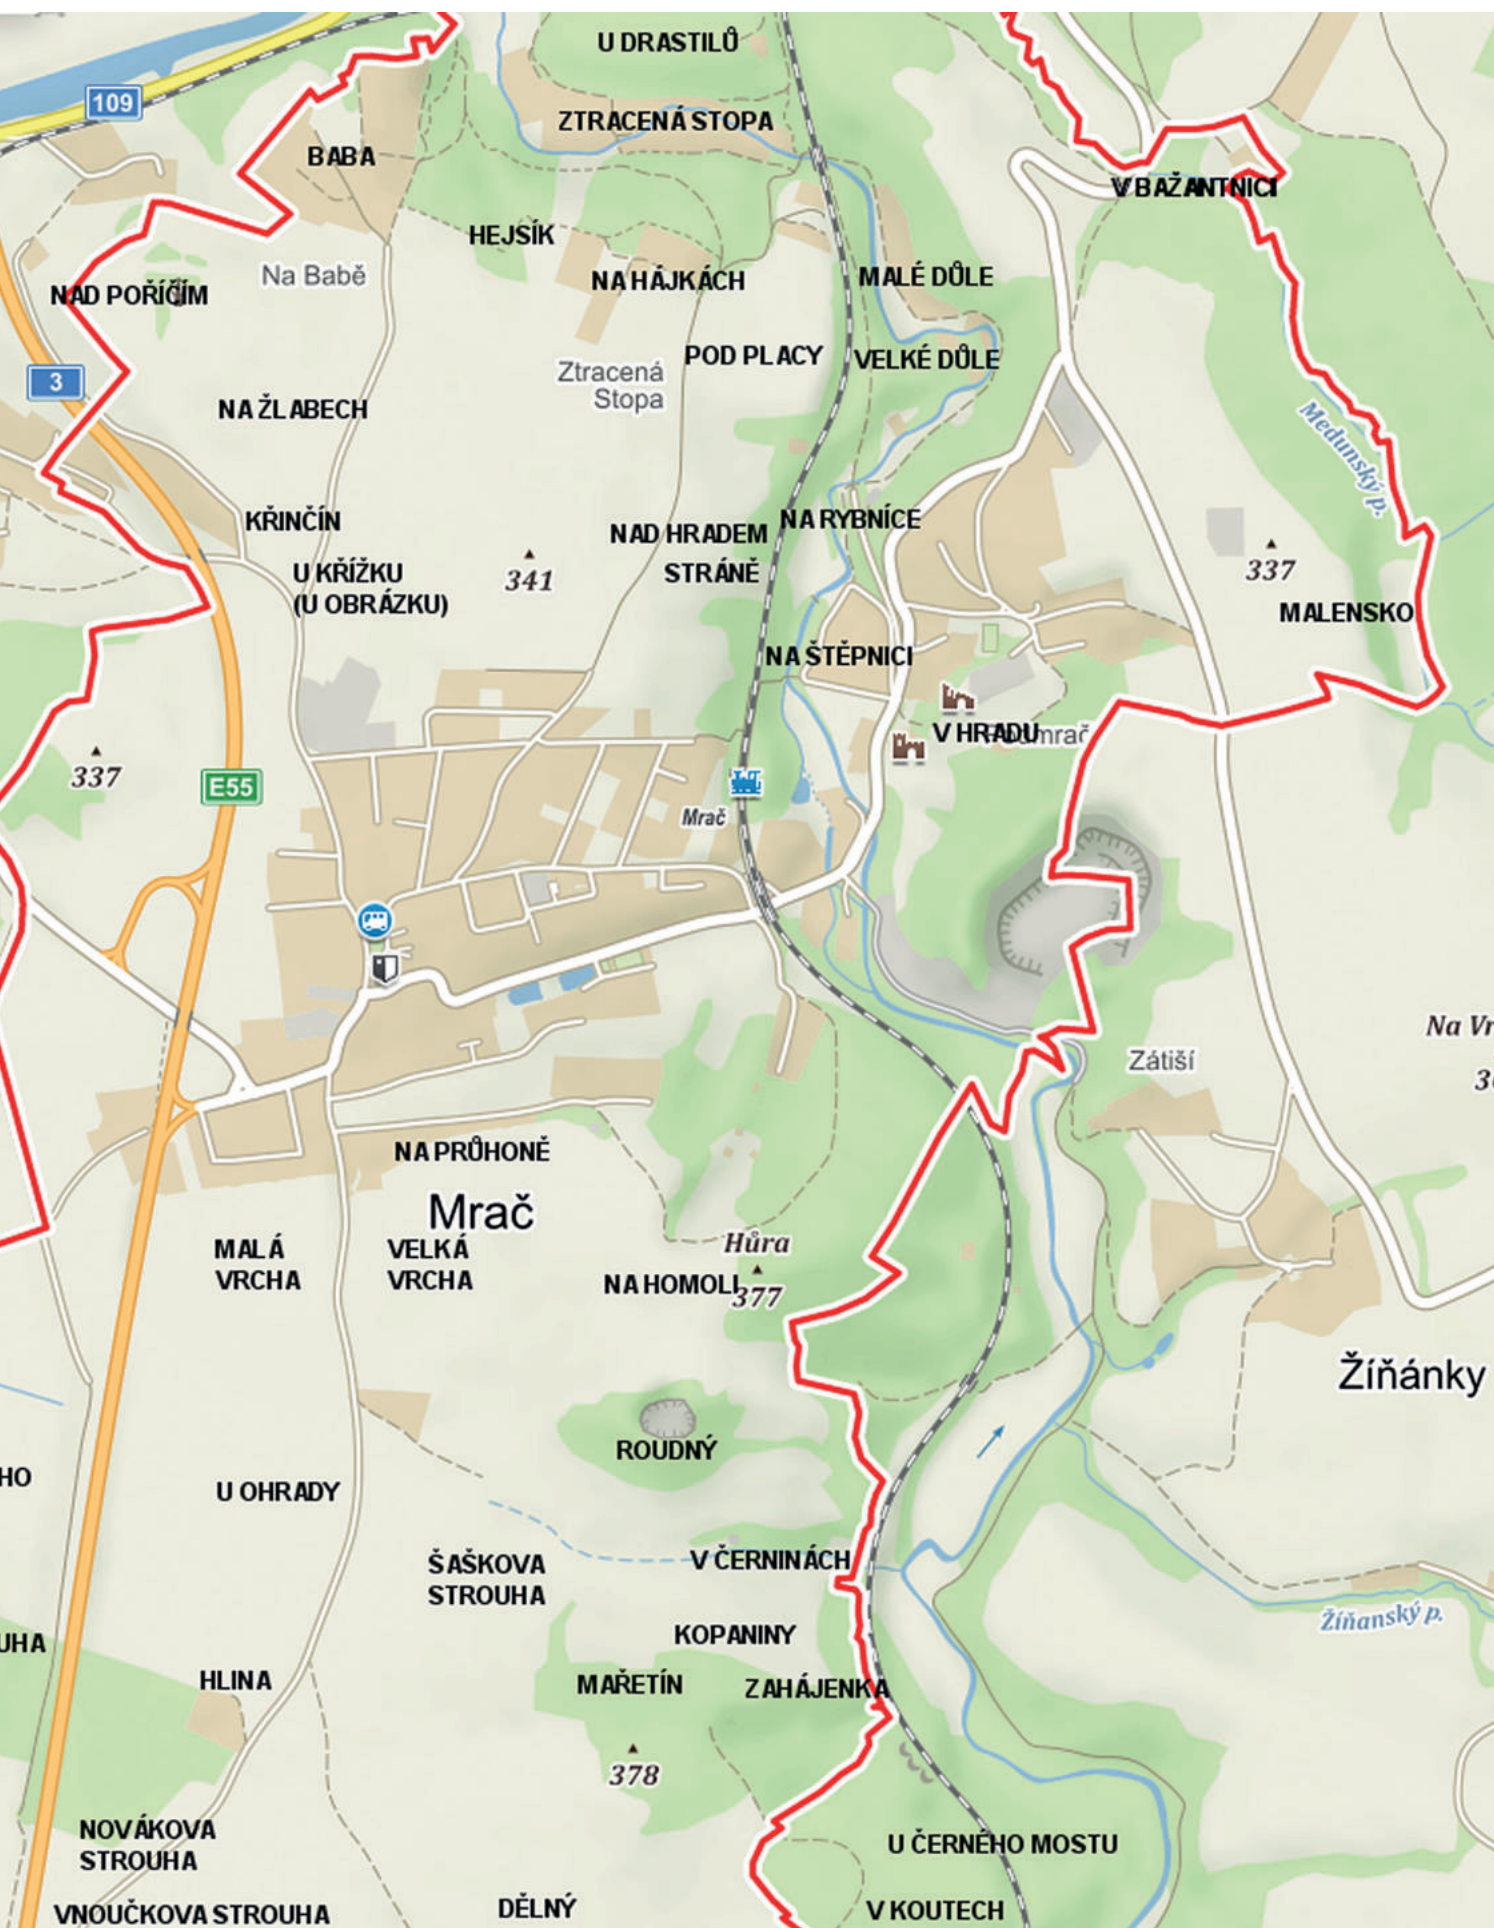 U DRASTILŮ
109
ZTRACENÁ STOPA
BABA
V BAŽANTNICI
HEJSÍK
Na Babě
NA HÁJKÁCH
MALÉ DŮLE
NAD POŘÍČÍM
POD PLACY
VELKÉ DŮLE
Ztracená
Stopa
3
NA ŽLABECH
Medunský p.
KŘINČÍN
NA RYBNÍCE
NAD HRADEM
STRÁNĚ
U KŘÍŽKU
(U OBRÁZKU)
341
337
MALENSKO
NA ŠTĚPNICI
V HRADU
337
E55
Mrač
Na Vr
Zátiší
NA PRŮHONĚ
Mrač
MALÁ
VRCHA
VELKÁ
VRCHA
Hůra
NA HOMOLI
377
Žíňánky
ROUDNÝ
HO
U OHRADY
ŠAŠKOVA
STROUHA
V ČERNINÁCH
Žíňanský p.
UHA
KOPANINY
HLINA
MAŘETÍN
ZAHÁJENKA
378
NOVÁKOVA
STROUHA
U ČERNÉHO MOSTU
VNOUČKOVA STROUHA
DĚLNÝ
V KOUTECH